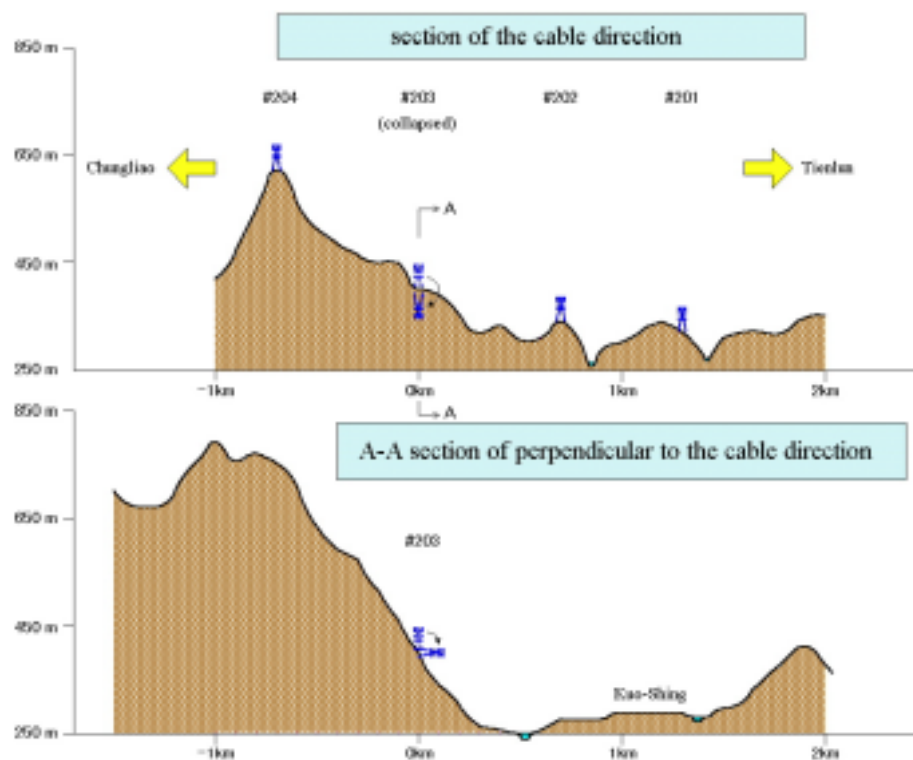 section of the cable direction
850 m
#204 #203 #202 #201
(collapsed)
650 m
Chungliao
Tienlun
A
450 m
250 m
-1km 0km 1km 2km
A
850 m
A-A section of perpendicular to the cable direction
650 m
#203
450 m
Kuo-Shing
250 m
-1km 0km 1km 2km